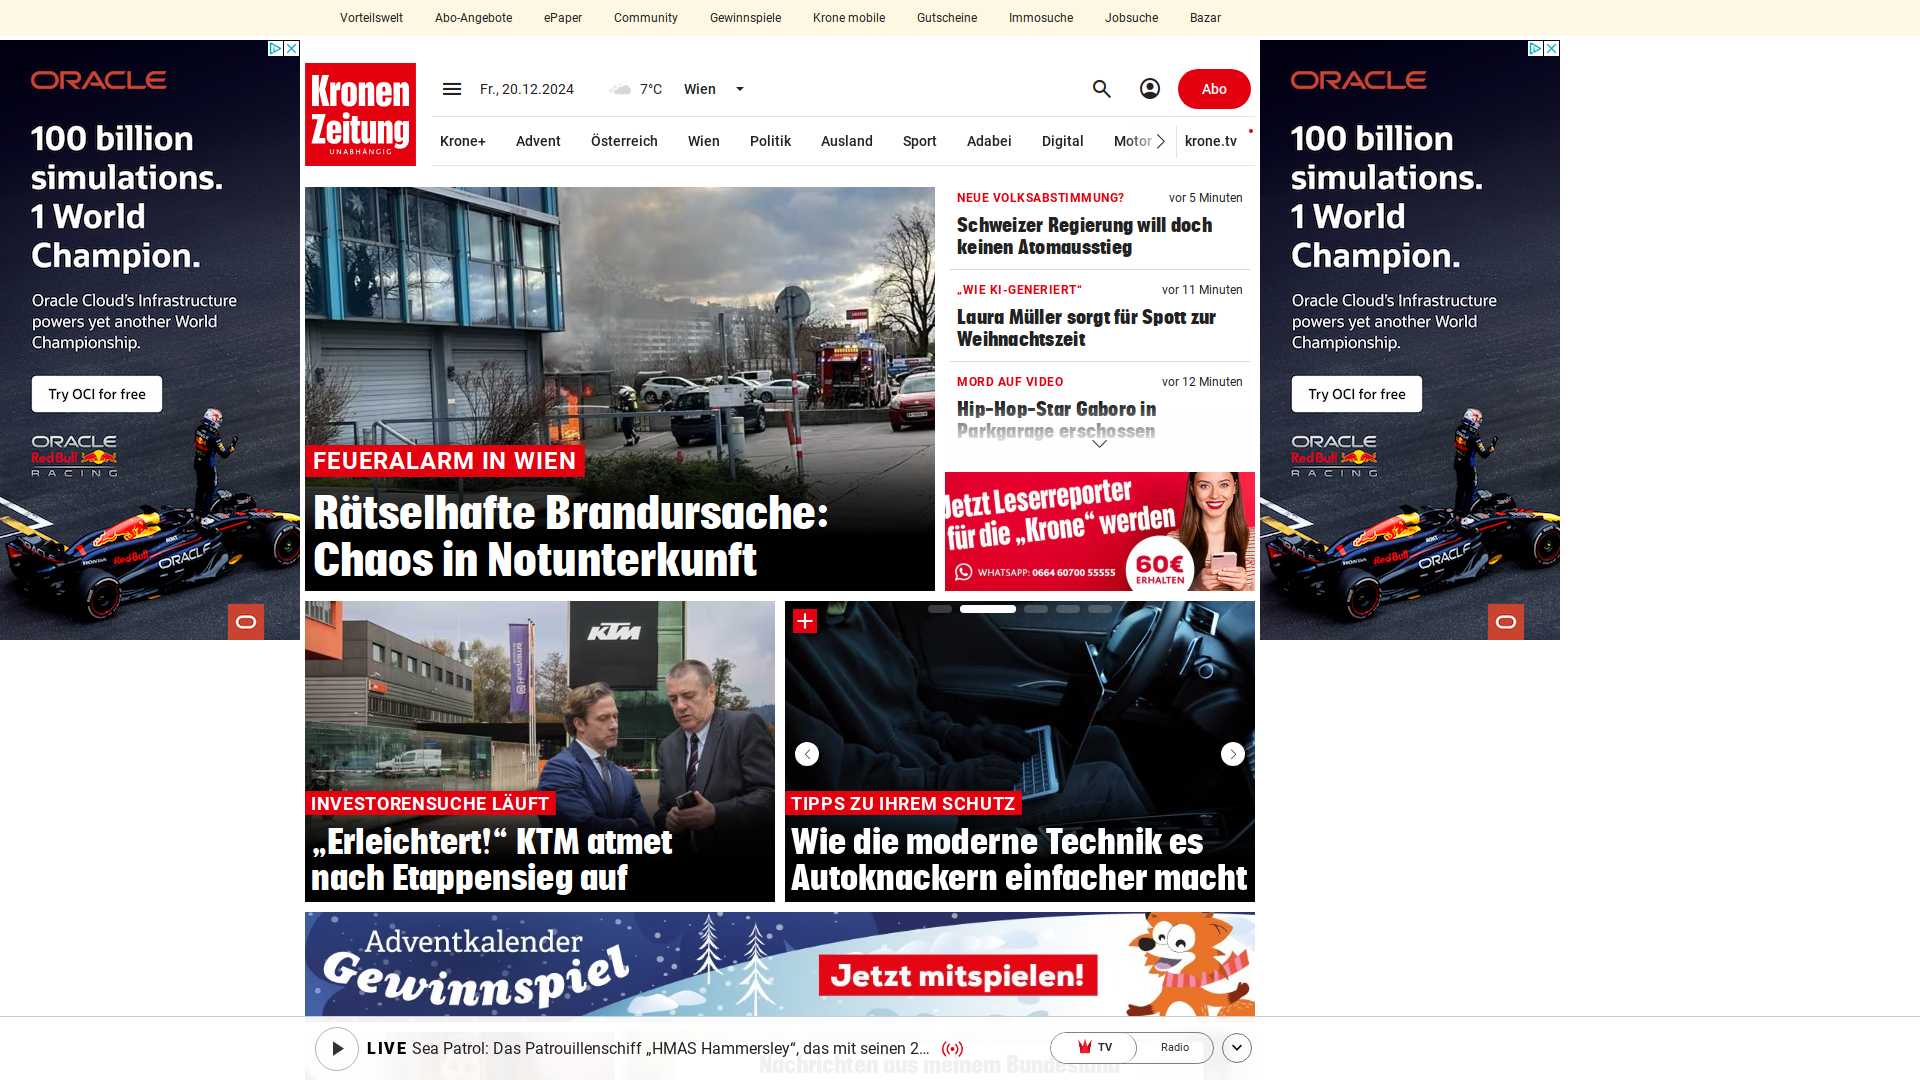 Vorteilswelt Abo-Angebote ePaper Community Gewinnspiele Krone mobile Gutscheine Immosuche Jobsuche Bazar
ORACLE
100 billion
simulations.
1 World
Champion.
Oracle Cloud's Infrastructure
powers yet another World
Championship.
Try OCI for free
ORACLE
Red Bull
RACING
Kronen
Zeitung
UNABHÄNGIG
Fr., 20.12.2024 7°C Wien
Abo
Krone+ Advent Österreich Wien Politik Ausland Sport Adabei Digital Motor krone.tv
FEUERALARM IN WIEN
Rätselhafte Brandursache:
Chaos in Notunterkunft
NEUE VOLKSABSTIMMUNG? vor 5 Minuten
Schweizer Regierung will doch
keinen Atomausstieg
„WIE KI-GENERIERT“ vor 11 Minuten
Laura Müller sorgt für Spott zur
Weihnachtszeit
MORD AUF VIDEO vor 12 Minuten
Hip-Hop-Star Gaboro in
Parkgarage erschossen
Jetzt Leserreporter
für die „Krone“ werden
WHATSAPP: 0664 60700 55555
60€
ERHALTEN
KTM
INVESTORENSUCHE LÄUFT
„Erleichtert!“ KTM atmet
nach Etappensieg auf
TIPPS ZU IHREM SCHUTZ
Wie die moderne Technik es
Autoknackern einfacher macht
Adventkalender
Gewinnspiel
Jetzt mitspielen!
LIVE Sea Patrol: Das Patrouillenschiff „HMAS Hammersley“, das mit seinen 2...
TV Radio
Nachrichten aus meinem Bundesland
ORACLE
100 billion
simulations.
1 World
Champion.
Oracle Cloud's Infrastructure
powers yet another World
Championship.
Try OCI for free
ORACLE
Red Bull
RACING